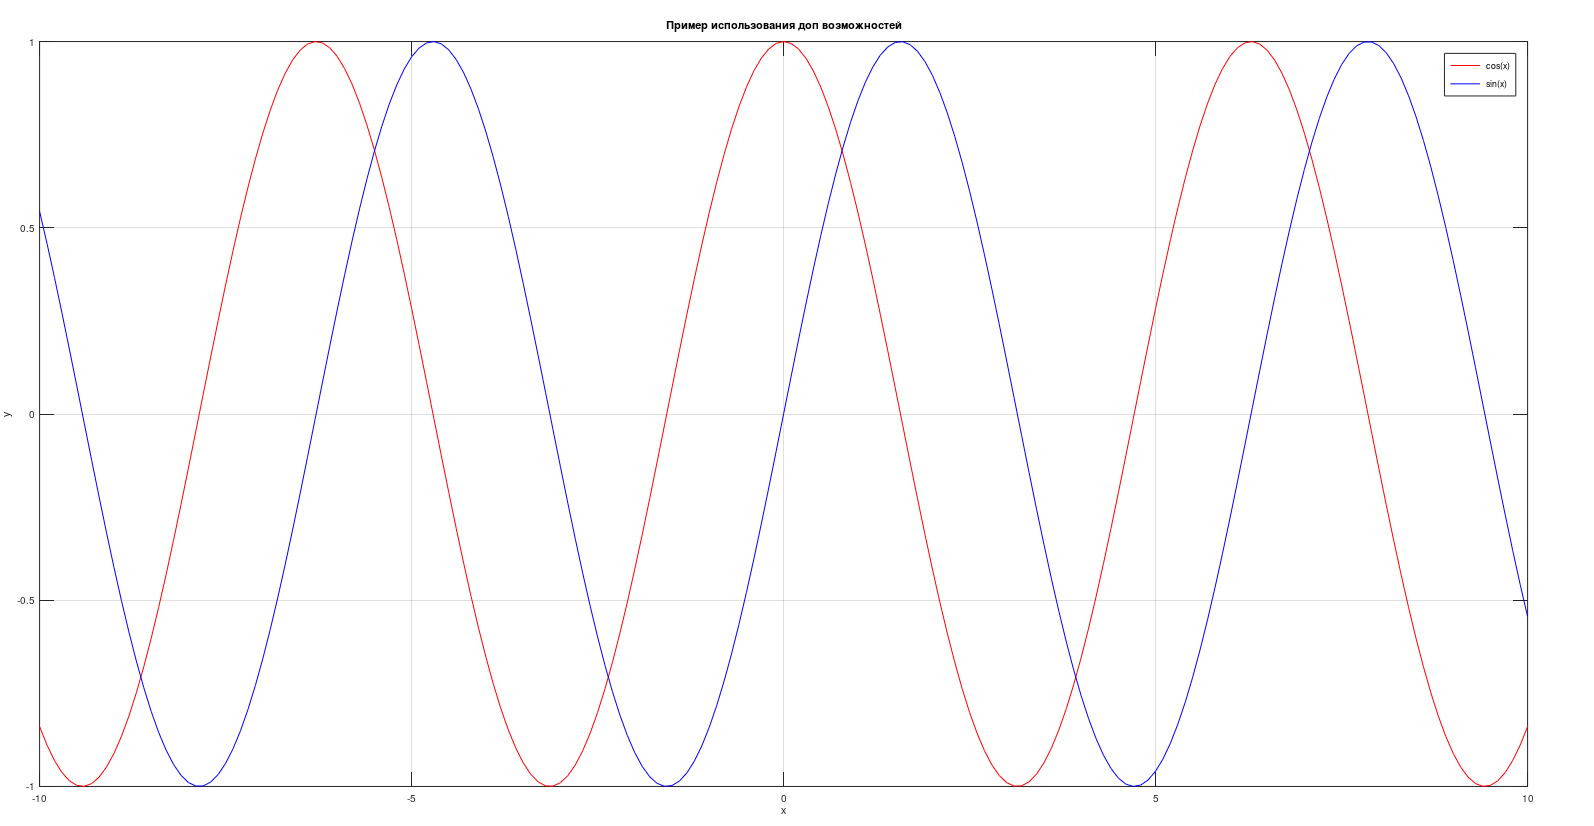 Пример использования доп возможностей
1
cos(x)
sin(x)
0.5
y
0
-0.5
-1
-10
-5
0
5
10
x